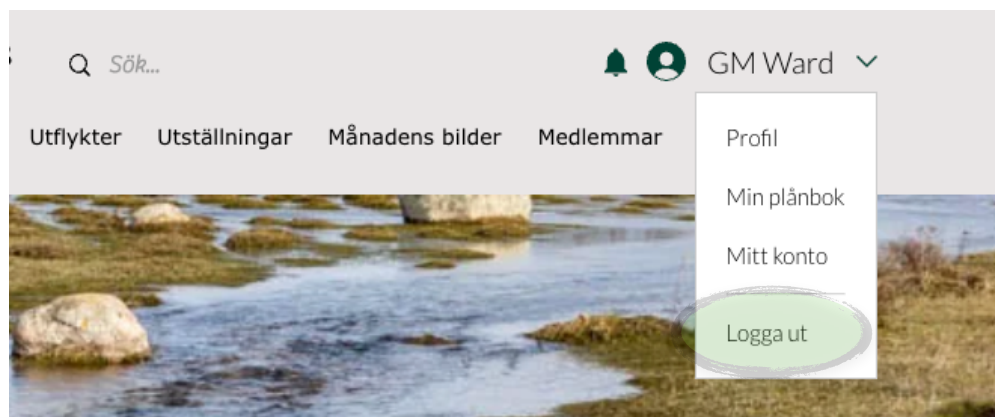 Sök...
GM Ward
Utflykter Utställningar Månadens bilder Medlemmar
Profil
Min plånbok
Mitt konto
Logga ut